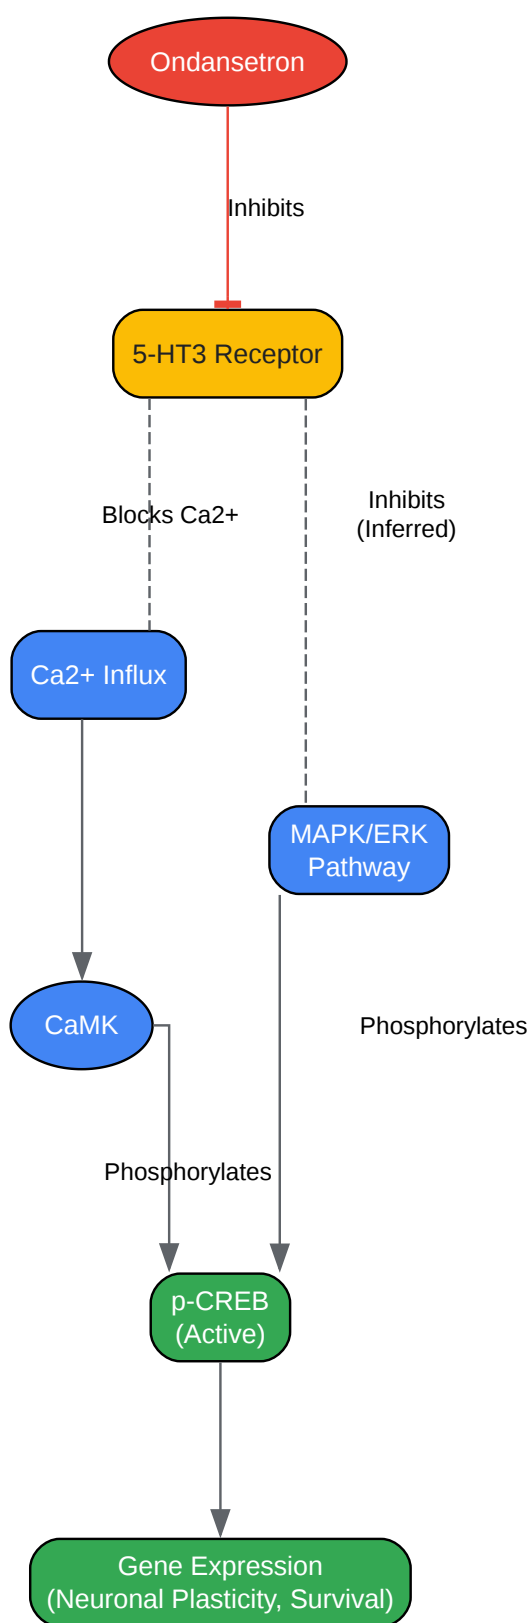 Ondansetron
Inhibits
5-HT3 Receptor
Blocks Ca2+
Inhibits
(Inferred)
Ca2+ Influx
MAPK/ERK
Pathway
CaMK
Phosphorylates
Phosphorylates
p-CREB
(Active)
Gene Expression
(Neuronal Plasticity, Survival)